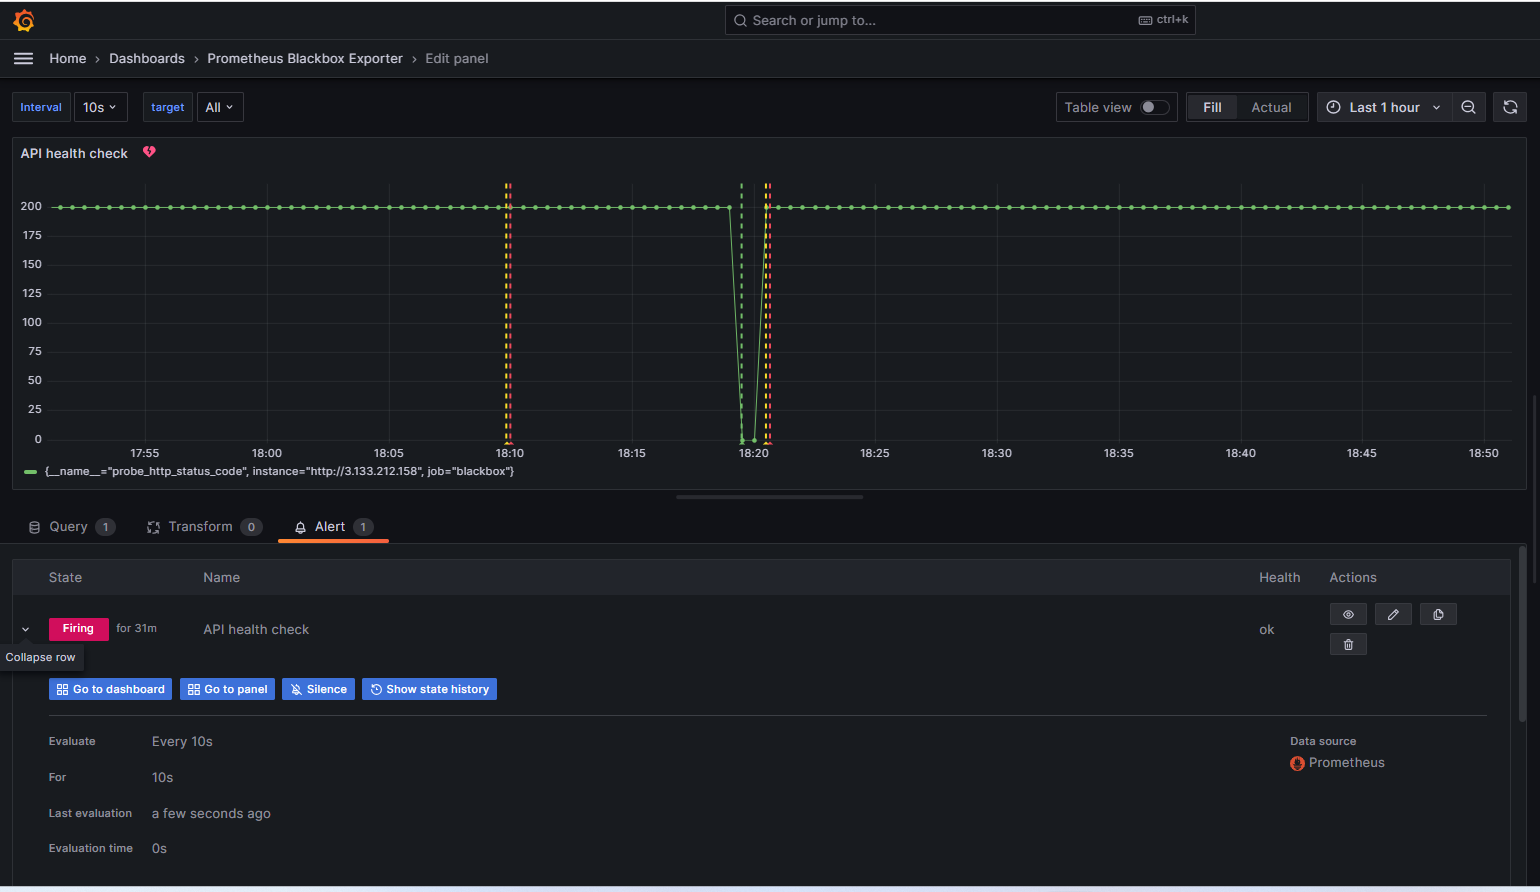 Search or jump to... ctrl+k
Home › Dashboards › Prometheus Blackbox Exporter › Edit panel
Interval 10s target All Table view Fill Actual Last 1 hour
API health check
200
175
150
125
100
75
50
25
0
17:55 18:00 18:05 18:10 18:15 18:20 18:25 18:30 18:35 18:40 18:45 18:50
{__name__="probe_http_status_code", instance="http://3.133.212.158", job="blackbox"}
Query 1 Transform 0 Alert 1
State Name Health Actions
Firing for 31m API health check ok
Collapse row
Go to dashboard Go to panel Silence Show state history
Evaluate Every 10s Data source
Prometheus
For 10s
Last evaluation a few seconds ago
Evaluation time 0s